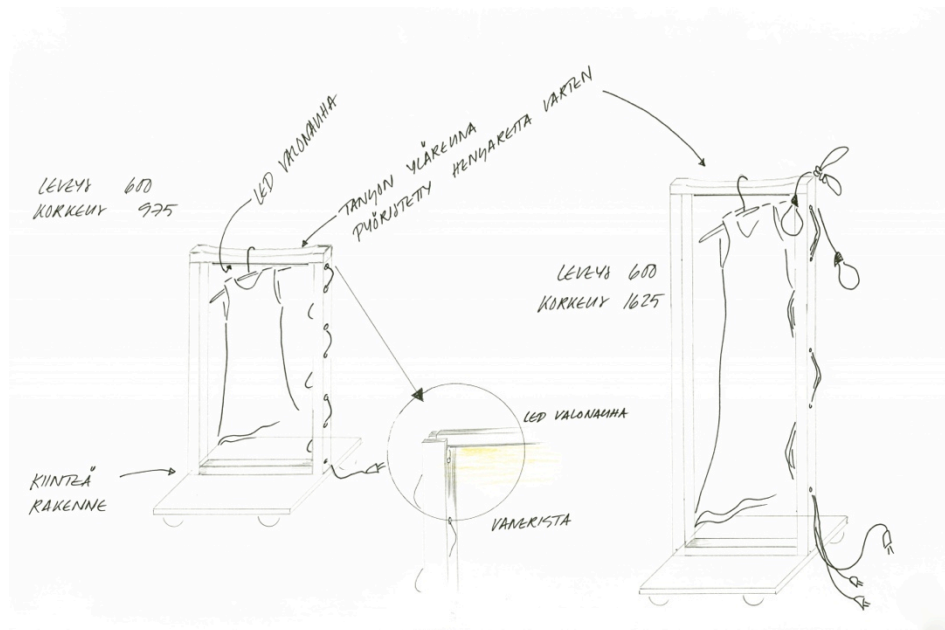 LEVEYS 600
KORKEUS 975
LED VALONAUHA
TANGON YLÄREUNA
PYÖRISTETTY HENGAREITA VARTEN
LEVEYS 600
KORKEUS 1625
LED VALONAUHA
KIINTEÄ
RAKENNE
VANERISTA